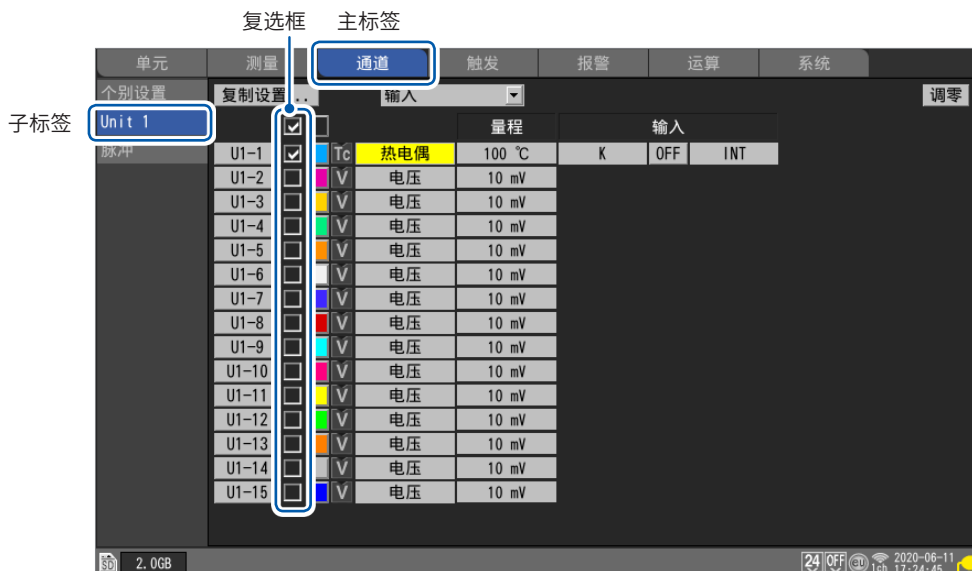 复选框 主标签
单元 测量 通道 触发 报警 运算 系统
个别设置 复制设置... 输入 调零
子标签 Unit 1 量程 输入
脉冲 U1-1 Tc 热电偶 100 ℃ K OFF INT
U1-2 V 电压 10 mV
U1-3 V 电压 10 mV
U1-4 V 电压 10 mV
U1-5 V 电压 10 mV
U1-6 V 电压 10 mV
U1-7 V 电压 10 mV
U1-8 V 电压 10 mV
U1-9 V 电压 10 mV
U1-10 V 电压 10 mV
U1-11 V 电压 10 mV
U1-12 V 电压 10 mV
U1-13 V 电压 10 mV
U1-14 V 电压 10 mV
U1-15 V 电压 10 mV
SD 2.0GB 24 OFF 1ch 2020-06-11
17:24:45